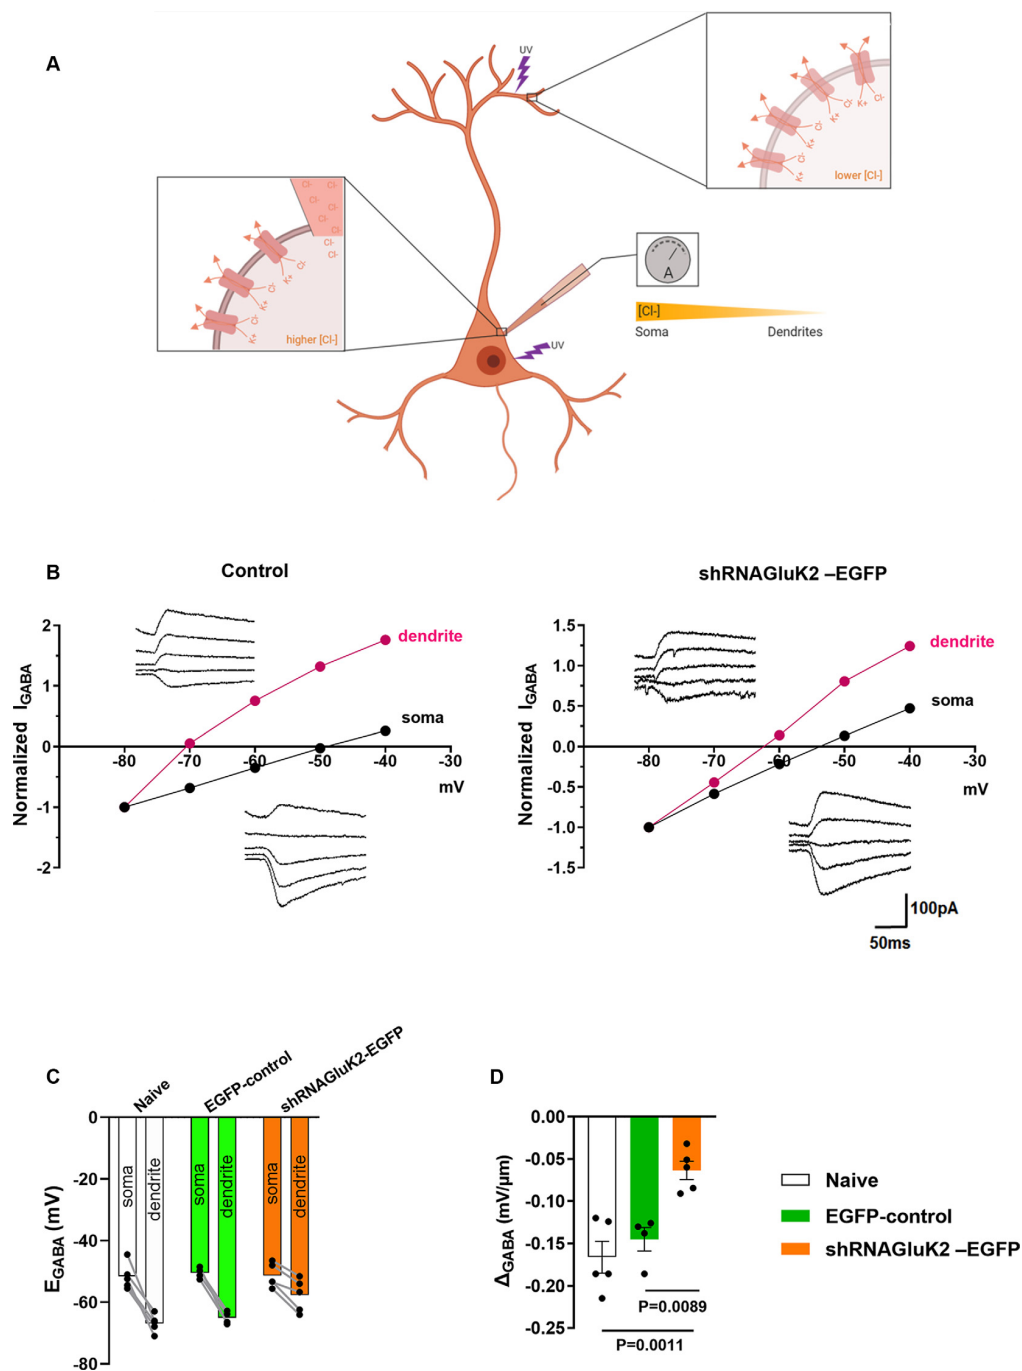 A
UV
K+
Cl-
K+
Cl-
K+
Cl-
K+
Cl-
lower [Cl-]
Cl-
Cl-
Cl-
Cl-
Cl-
Cl-
Cl-
Cl-
Cl-
Cl-
K+
Cl-
K+
Cl-
K+
Cl-
higher [Cl-]
A
[Cl-]
Soma
Dendrites
UV
B
Control
Normalized IGABA
2
1
0
-1
-2
-80
-70
-60
-50
-40
-30
mV
dendrite
soma
shRNAGluK2 –EGFP
Normalized IGABA
1.5
1.0
0.5
0.0
-0.5
-1.0
-1.5
-80
-70
-60
-50
-40
-30
mV
dendrite
soma
100pA
50ms
C
Naive
EGFP-control
shRNAGluK2-EGFP
EGABA (mV)
0
-20
-40
-60
-80
soma
dendrite
soma
dendrite
soma
dendrite
D
ΔGABA (mV/µm)
0.00
-0.05
-0.10
-0.15
-0.20
-0.25
P=0.0089
P=0.0011
Naive
EGFP-control
shRNAGluK2 –EGFP